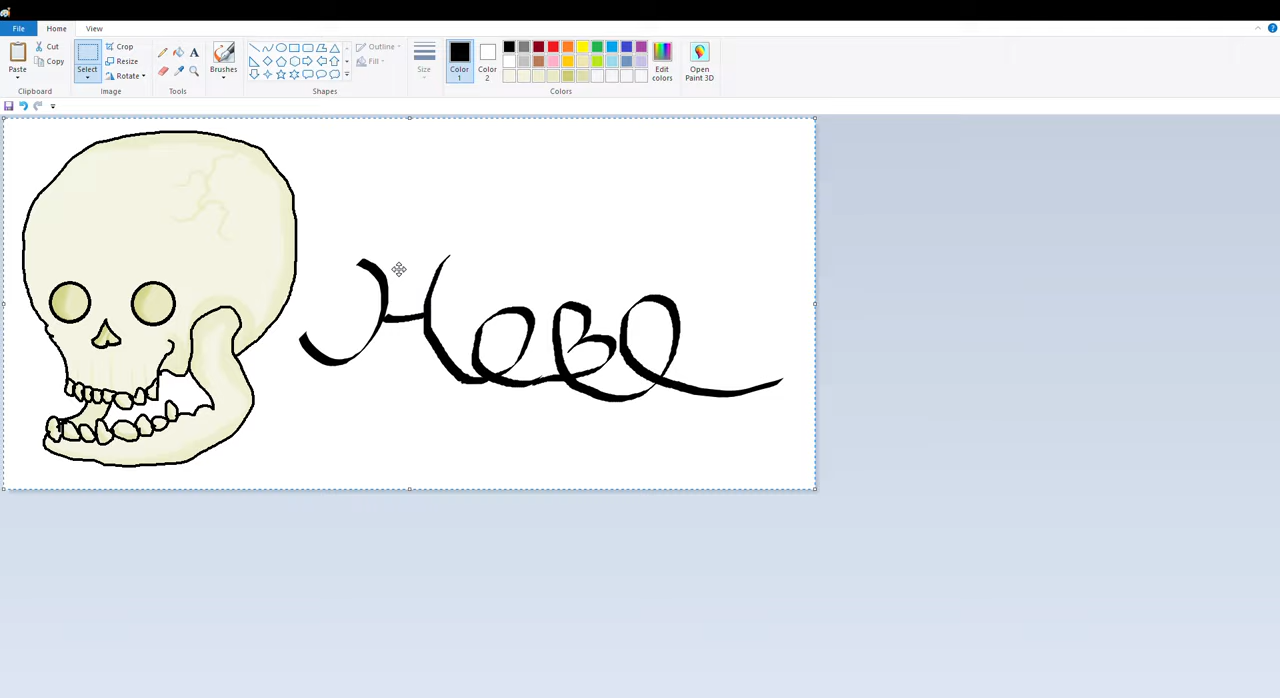 File Home View
Cut
Copy
Paste
Clipboard
Select
Crop
Resize
Rotate
Image
Tools
Brushes
Outline
Fill
Shapes
Size
Color 1
Color 2
Colors
Edit colors
Open Paint 3D
Неве